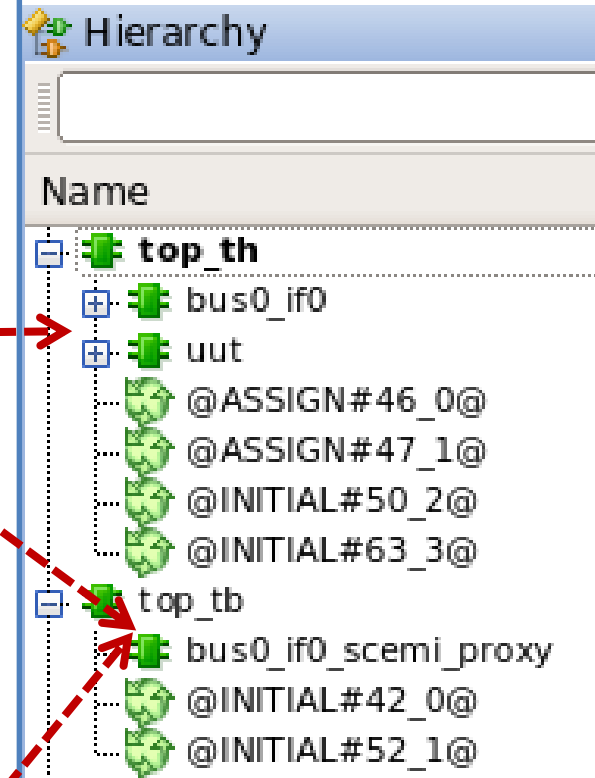 Hierarchy
Name
top_th
bus0_if0
uut
@ASSIGN#46_0@
@ASSIGN#47_1@
@INITIAL#50_2@
@INITIAL#63_3@
top_tb
bus0_if0_scemi_proxy
@INITIAL#42_0@
@INITIAL#52_1@